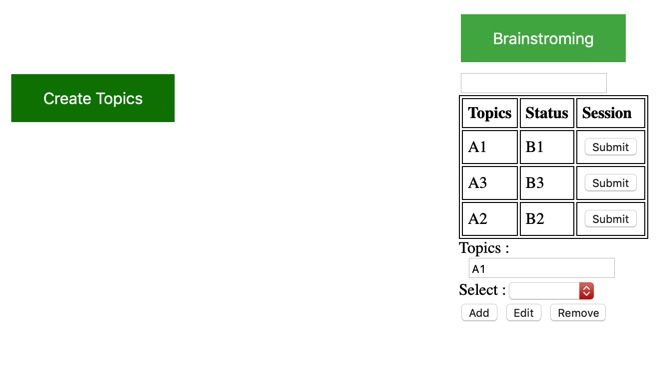 Brainstroming
Create Topics
Topics Status Session
A1 B1 Submit
A3 B3 Submit
A2 B2 Submit
Topics :
A1
Select :
Add Edit Remove